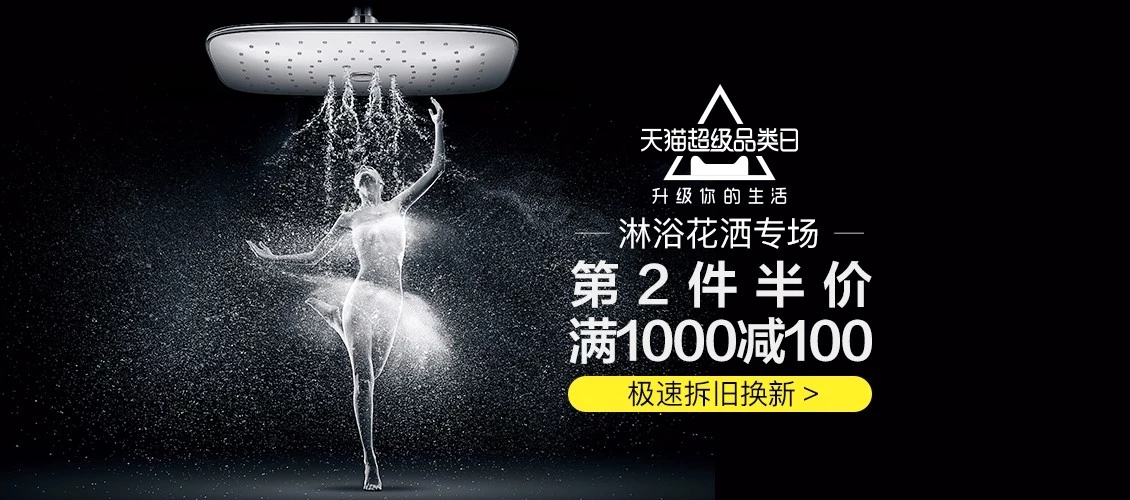 天猫超级品类日
升级你的生活
淋浴花洒专场
第2件半价
满1000减100
极速拆旧换新 >